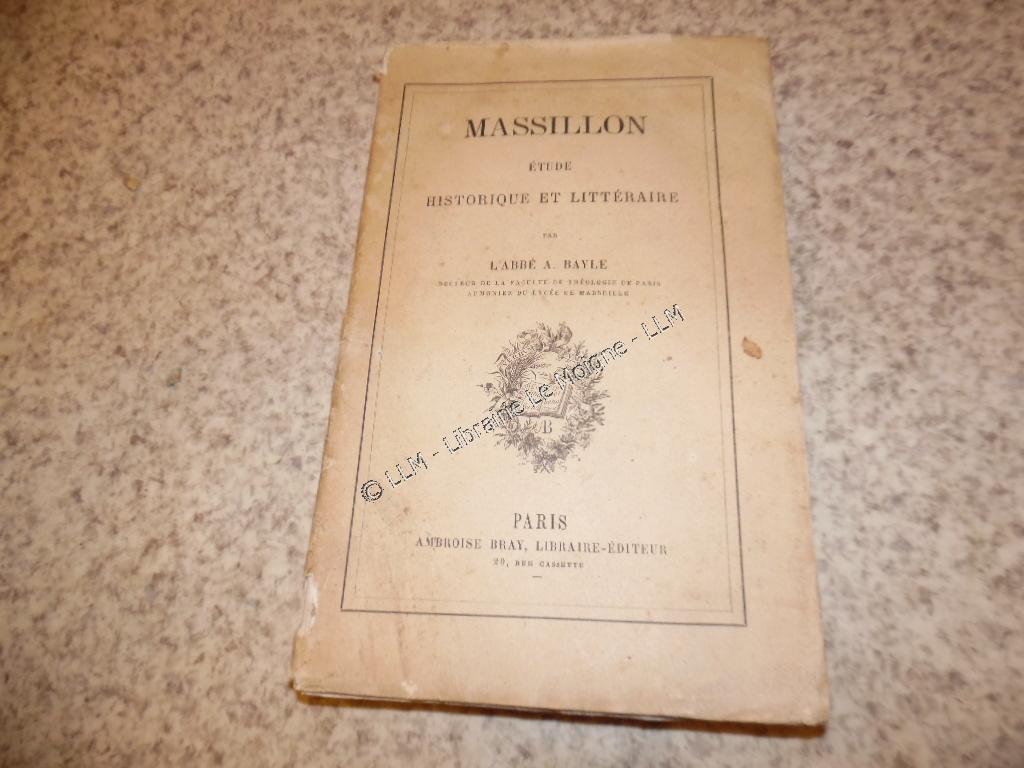 MASSILLON
ÉTUDE
HISTORIQUE ET LITTÉRAIRE
PAR
L'ABBÉ A. BAYLE
DOCTEUR DE LA FACULTÉ DE THÉOLOGIE DE PARIS
AUMONIER DU LYCÉE DE MARSEILLE
B
© LLM - Librairie Le Moigne - LLM
PARIS
AMBROISE BRAY, LIBRAIRE-ÉDITEUR
20, RUE CASSETTE